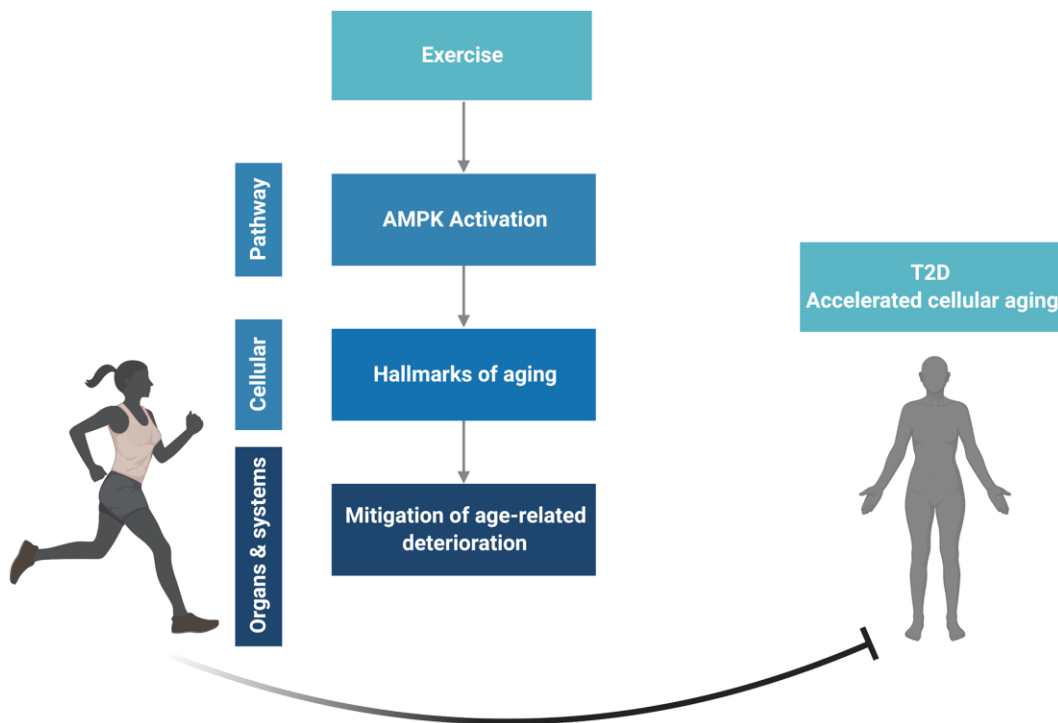 Exercise
Pathway
AMPK Activation
T2D
Accelerated cellular aging
Cellular
Hallmarks of aging
Organs & systems
Mitigation of age-related
deterioration